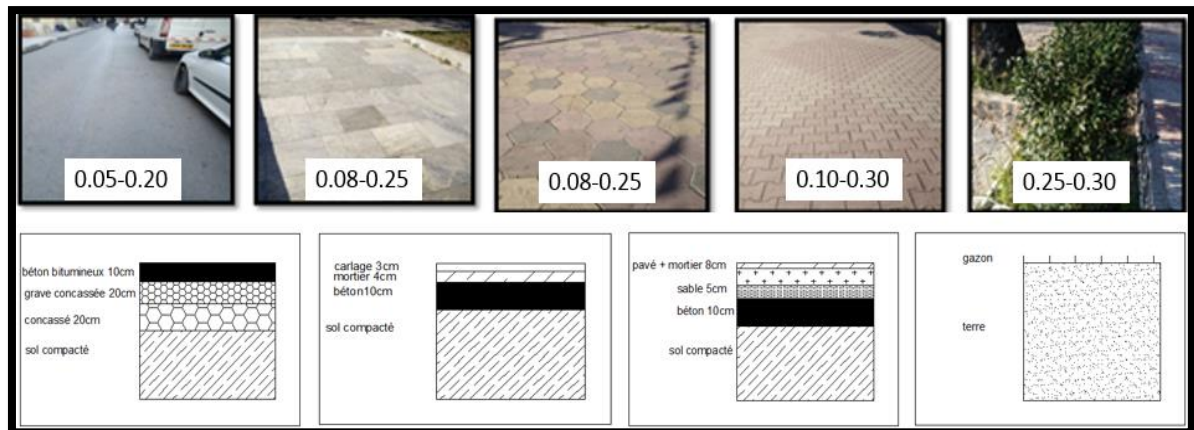 0.05-0.20
0.08-0.25
0.08-0.25
0.10-0.30
0.25-0.30
béton bitumineux 10cm
grave concassée 20cm
concassé 20cm
sol compacté
carlage 3cm
mortier 4cm
béton10cm
sol compacté
pavé + mortier 8cm
sable 5cm
béton 10cm
sol compacté
gazon
terre